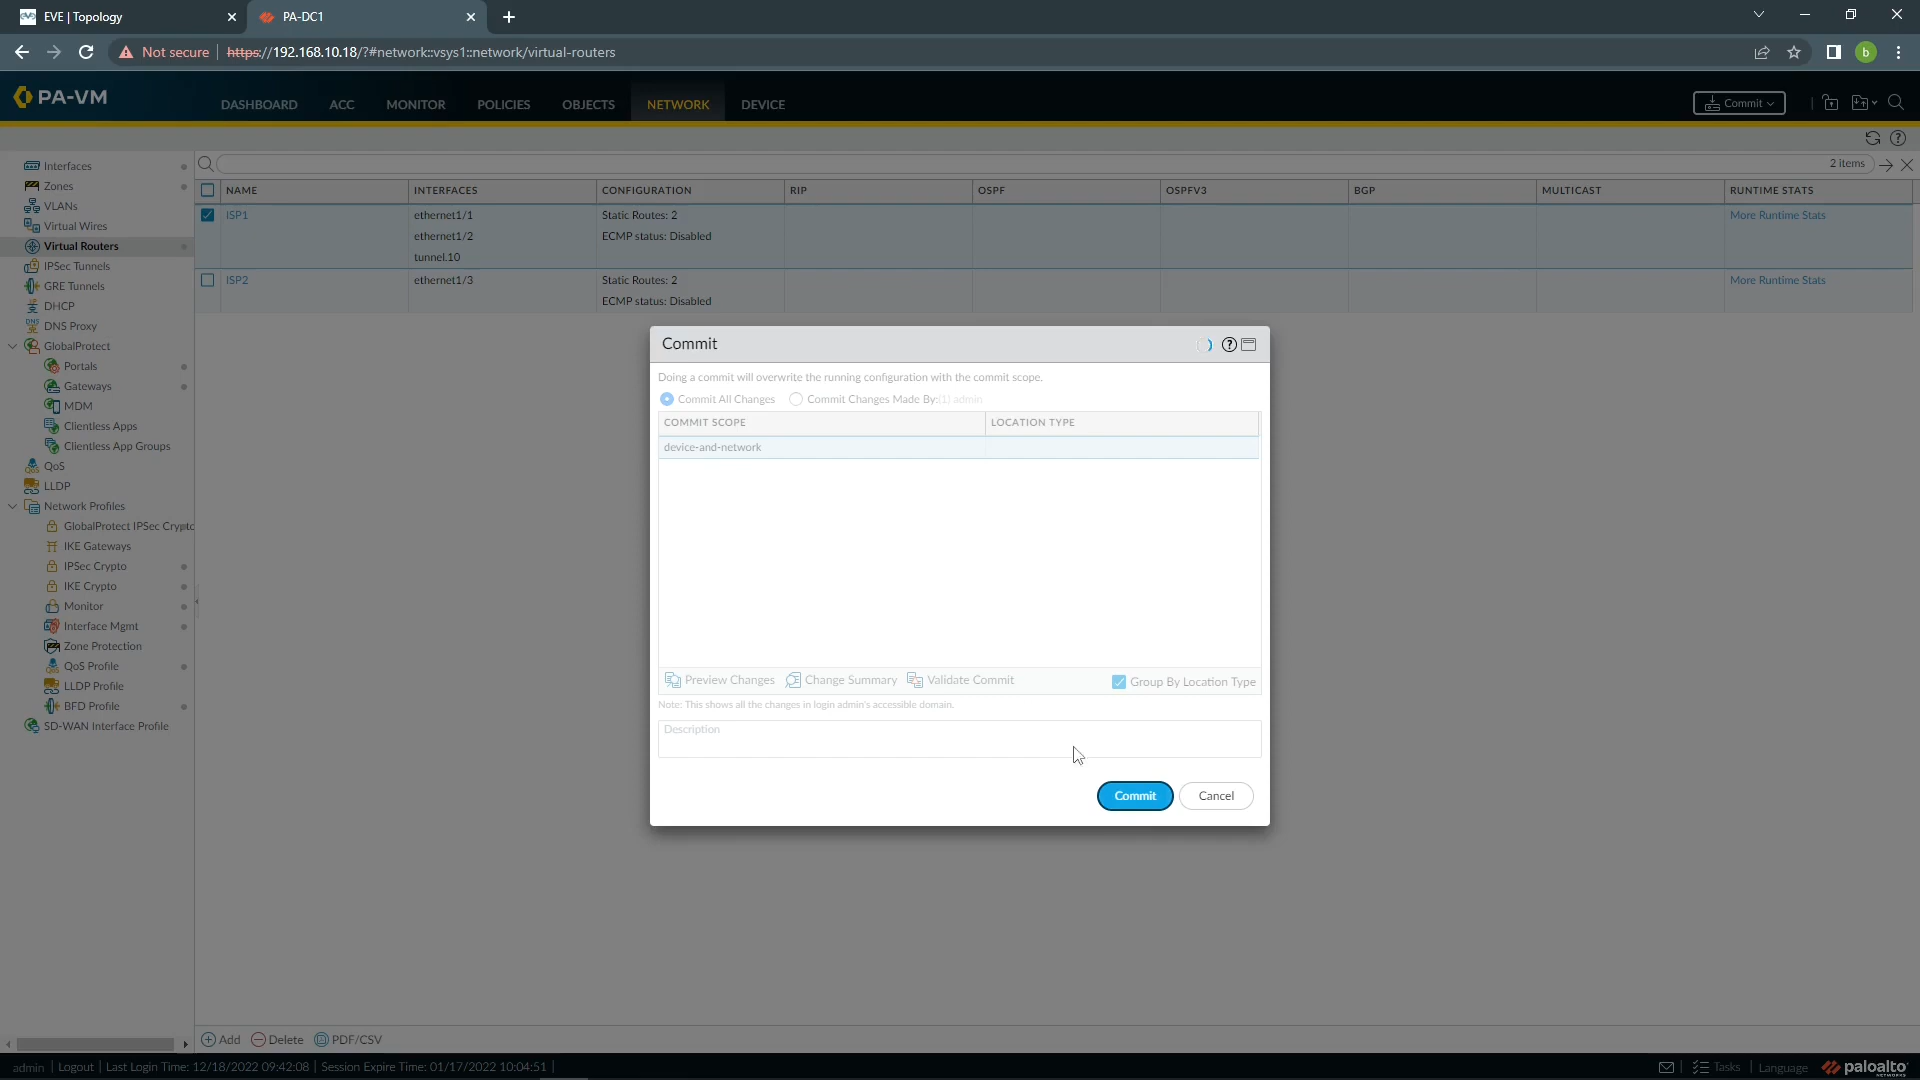 EVE | Topology
PA-DC1
Not secure
https://192.168.10.18/?#network::vsys1::network/virtual-routers
b
PA-VM
DASHBOARD
ACC
MONITOR
POLICIES
OBJECTS
NETWORK
DEVICE
Commit
2 items
Interfaces
Zones
VLANs
Virtual Wires
Virtual Routers
IPSec Tunnels
GRE Tunnels
DHCP
DNS Proxy
GlobalProtect
Portals
Gateways
MDM
Clientless Apps
Clientless App Groups
QoS
LLDP
Network Profiles
GlobalProtect IPSec Crypto
IKE Gateways
IPSec Crypto
IKE Crypto
Monitor
Interface Mgmt
Zone Protection
QoS Profile
LLDP Profile
BFD Profile
SD-WAN Interface Profile
NAME INTERFACES CONFIGURATION RIP OSPF OSPFV3 BGP MULTICAST RUNTIME STATS
ISP1 ethernet1/1 Static Routes: 2 More Runtime Stats
ethernet1/2 ECMP status: Disabled
tunnel.10
ISP2 ethernet1/3 Static Routes: 2 More Runtime Stats
ECMP status: Disabled
Commit
Doing a commit will overwrite the running configuration with the commit scope.
Commit All Changes Commit Changes Made By:(1) admin
COMMIT SCOPE LOCATION TYPE
device-and-network
Preview Changes Change Summary Validate Commit Group By Location Type
Note: This shows all the changes in login admin's accessible domain.
Description
Commit Cancel
Add Delete PDF/CSV
admin | Logout | Last Login Time: 12/18/2022 09:42:08 | Session Expire Time: 01/17/2022 10:04:51 |
Tasks | Language
paloalto
NETWORKS